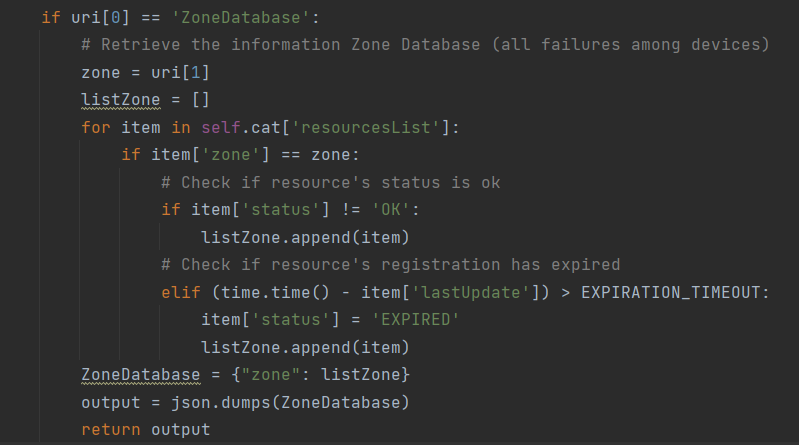 if uri[0] == 'ZoneDatabase':
# Retrieve the information Zone Database (all failures among devices)
zone = uri[1]
listZone = []
for item in self.cat['resourcesList']:
if item['zone'] == zone:
# Check if resource's status is ok
if item['status'] != 'OK':
listZone.append(item)
# Check if resource's registration has expired
elif (time.time() - item['lastUpdate']) > EXPIRATION_TIMEOUT:
item['status'] = 'EXPIRED'
listZone.append(item)
ZoneDatabase = {"zone": listZone}
output = json.dumps(ZoneDatabase)
return output